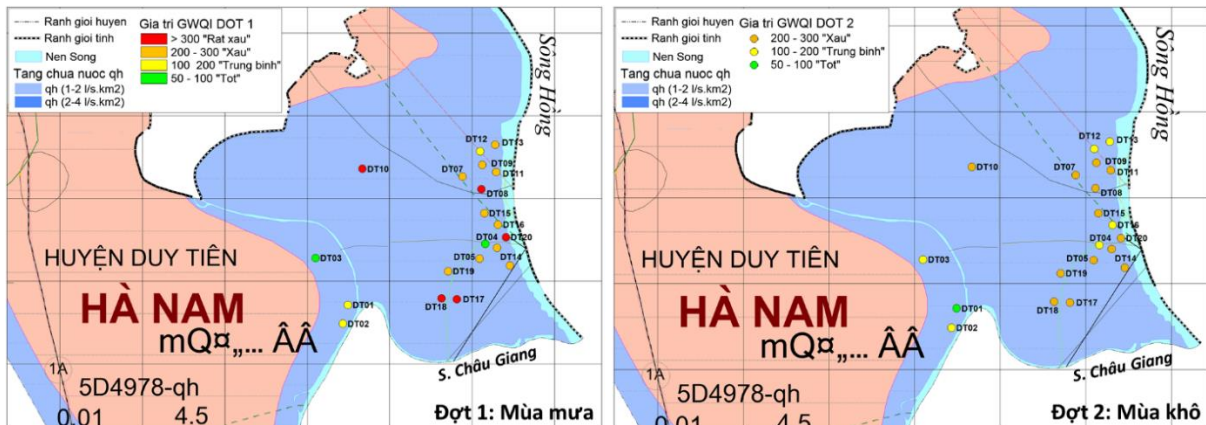 Ranh gioi huyen
Ranh gioi tinh
Nen Song
Tang chua nuoc qh
qh (1-2 l/s.km2)
qh (2-4 l/s.km2)
Gia tri GWQI DOT 1
> 300 "Rat xau"
200 - 300 "Xau"
100 200 "Trung binh"
50 - 100 "Tot"
Sông Hồng
DT12
DT13
DT09
DT07
DT11
DT10
DT08
DT15
DT16
DT04
DT20
DT03
DT05
DT14
DT19
DT18
DT17
DT01
DT02
HUYỆN DUY TIÊN
HÀ NAM
mQ¤„... ÂÂ
1A
5D4978-qh
0.01 4.5
S. Châu Giang
Đợt 1: Mùa mưa
Ranh gioi huyen
Ranh gioi tinh
Nen Song
Tang chua nuoc qh
qh (1-2 l/s.km2)
qh (2-4 l/s.km2)
Gia tri GWQI DOT 2
200 - 300 "Xau"
100 - 200 "Trung binh"
50 - 100 "Tot"
Sông Hồng
DT12
DT13
DT09
DT07
DT11
DT10
DT08
DT15
DT16
DT04
DT20
DT03
DT05
DT14
DT19
DT18
DT17
DT01
DT02
HUYỆN DUY TIÊN
HÀ NAM
mQ¤„... ÂÂ
1A
5D4978-qh
0.01 4.5
S. Châu Giang
Đợt 2: Mùa khô